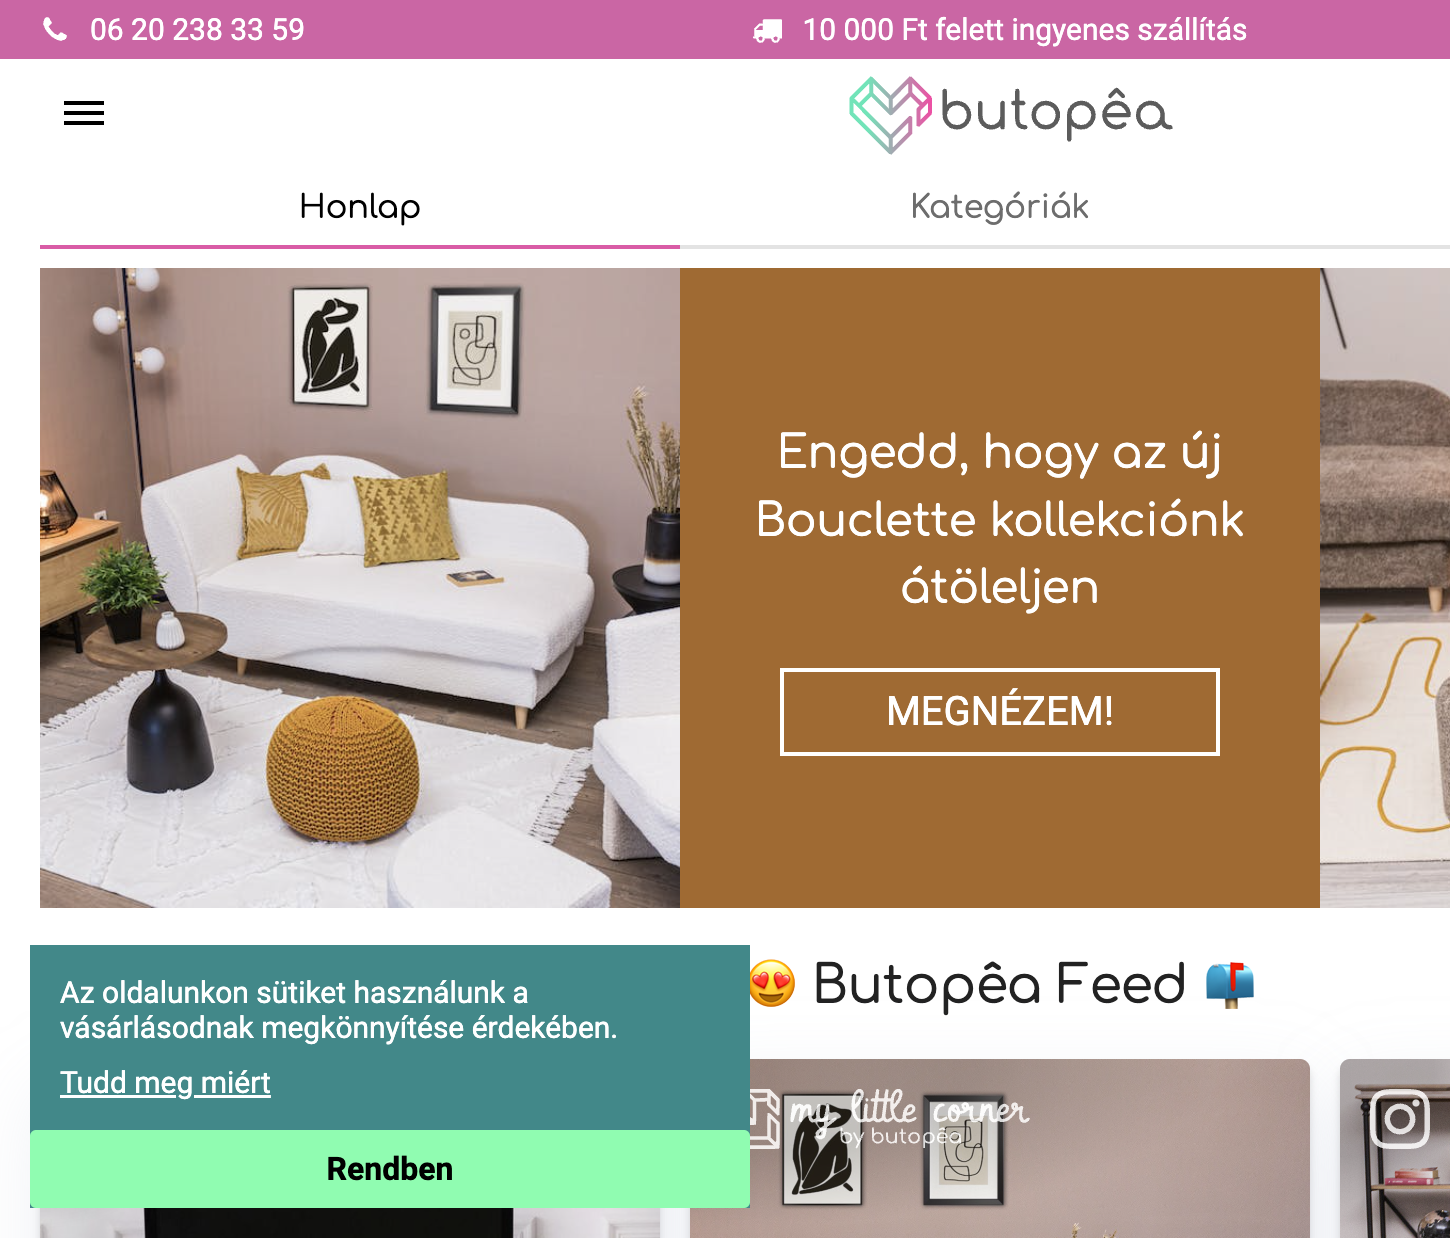 06 20 238 33 59
10 000 Ft felett ingyenes szállítás
butopêa
Honlap
Kategóriák
Engedd, hogy az új
Bouclette kollekciónk
átöleljen
MEGNÉZEM!
😍 Butopêa Feed 📫
Az oldalunkon sütiket használunk a
vásárlásodnak megkönnyítése érdekében.
Tudd meg miért
Rendben
my little corner
by butopêa